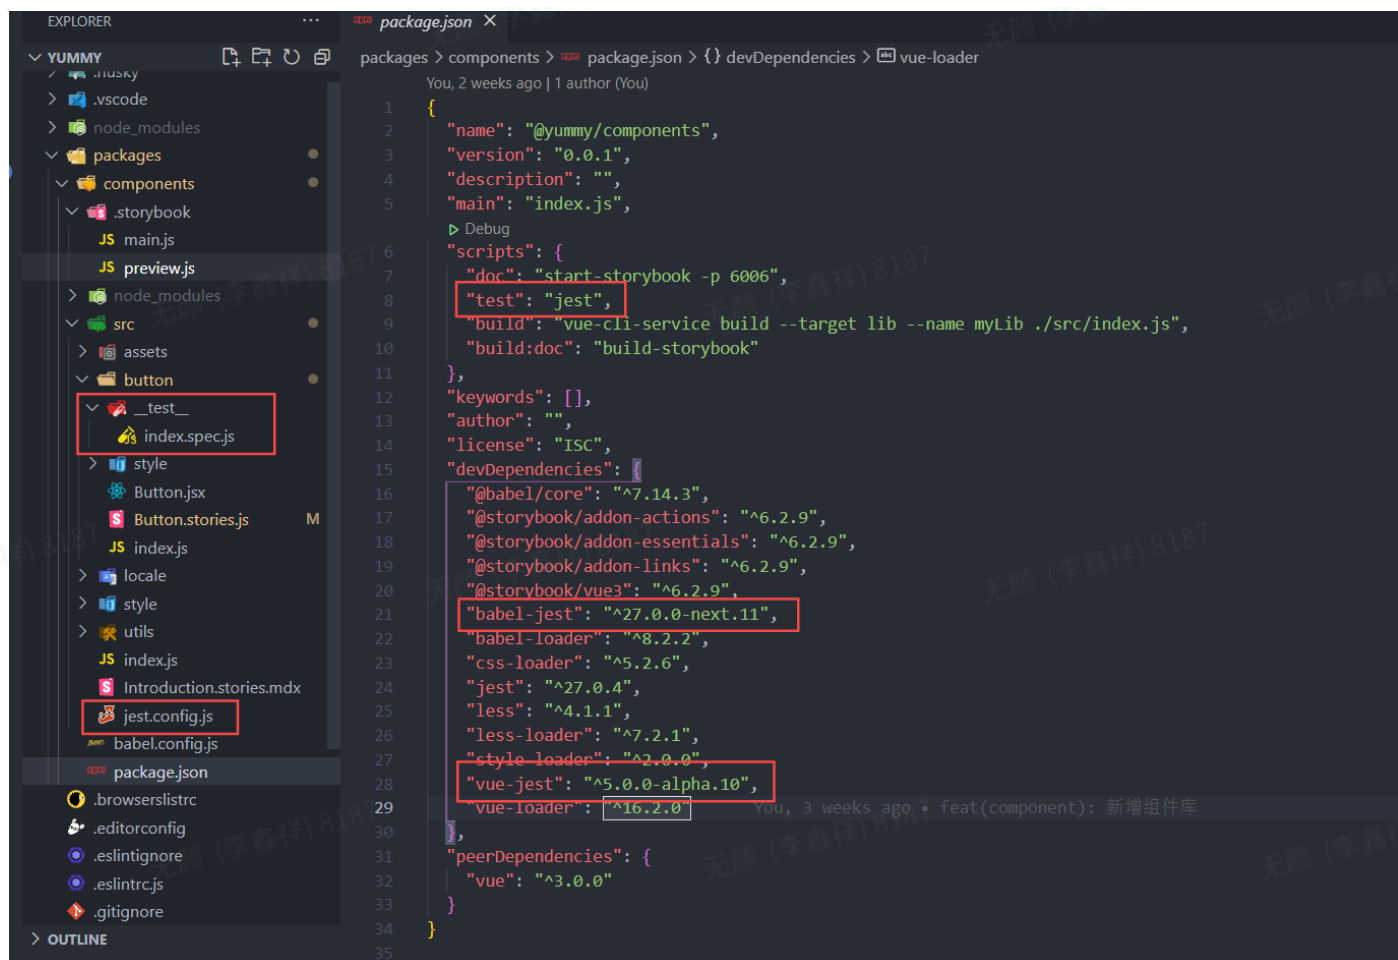 EXPLORER
···
package.json
YUMMY
packages > components > package.json > {} devDependencies > vue-loader
.husky
.vscode
node_modules
packages
components
.storybook
main.js
preview.js
node_modules
src
assets
button
__test__
index.spec.js
style
Button.jsx
Button.stories.js M
index.js
locale
style
utils
index.js
Introduction.stories.mdx
jest.config.js
babel.config.js
package.json
.browserslistrc
.editorconfig
.eslintignore
.eslintrc.js
.gitignore
OUTLINE
You, 2 weeks ago | 1 author (You)
1 {
2 "name": "@yummy/components",
3 "version": "0.0.1",
4 "description": "",
5 "main": "index.js",
Debug
6 "scripts": {
7 "doc": "start-storybook -p 6006",
8 "test": "jest",
9 "build": "vue-cli-service build --target lib --name myLib ./src/index.js",
10 "build:doc": "build-storybook"
11 },
12 "keywords": [],
13 "author": "",
14 "license": "ISC",
15 "devDependencies": {
16 "@babel/core": "^7.14.3",
17 "@storybook/addon-actions": "^6.2.9",
18 "@storybook/addon-essentials": "^6.2.9",
19 "@storybook/addon-links": "^6.2.9",
20 "@storybook/vue3": "^6.2.9",
21 "babel-jest": "^27.0.0-next.11",
22 "babel-loader": "^8.2.2",
23 "css-loader": "^5.2.6",
24 "jest": "^27.0.4",
25 "less": "^4.1.1",
26 "less-loader": "^7.2.1",
27 "style-loader": "^2.0.0",
28 "vue-jest": "^5.0.0-alpha.10",
29 "vue-loader": "^16.2.0" You, 3 weeks ago • feat(component): 新增组件库
30 },
31 "peerDependencies": {
32 "vue": "^3.0.0"
33 }
34 }
35
无颜 (李鑫祥) 8187